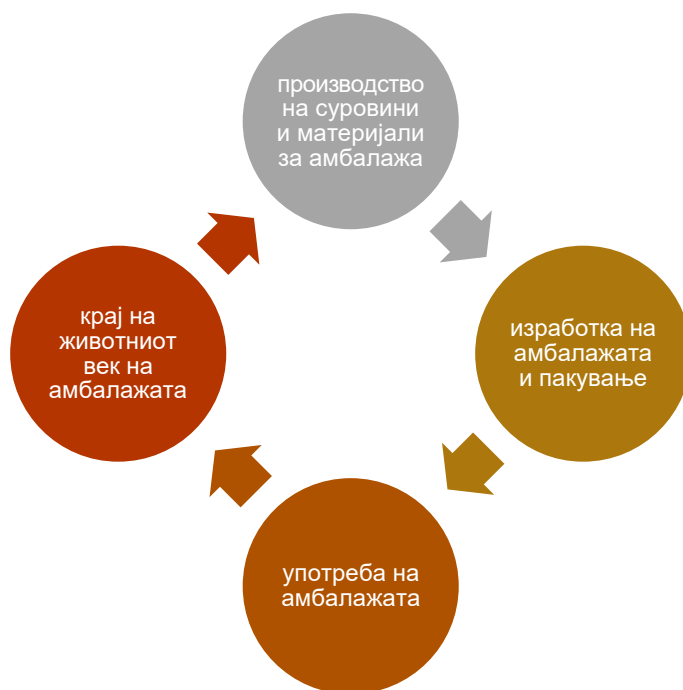 производство
на суровини
и материјали
за амбалажа
изработка на
амбалажата
и пакување
употреба на
амбалажата
крај на
животниот
век на
амбалажата